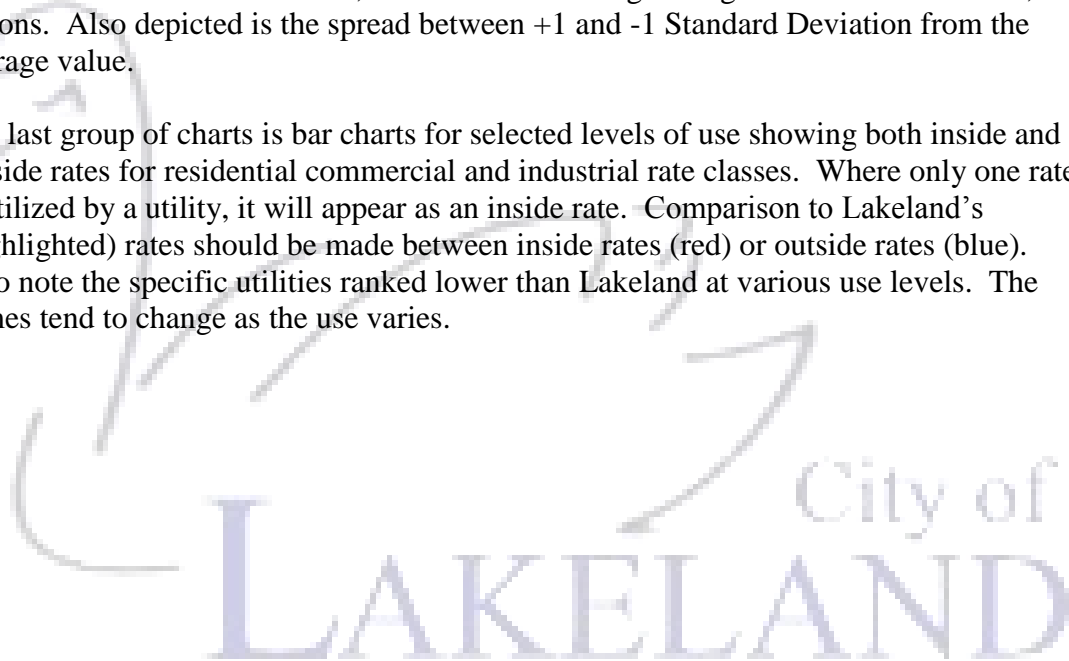 ons. Also depicted is the spread between +1 and -1 Standard Deviation from the
rage value.
last group of charts is bar charts for selected levels of use showing both inside and
side rates for residential commercial and industrial rate classes. Where only one rate
tilized by a utility, it will appear as an inside rate. Comparison to Lakeland's
ghlighted) rates should be made between inside rates (red) or outside rates (blue).
o note the specific utilities ranked lower than Lakeland at various use levels. The
nes tend to change as the use varies.
City of
LAKELAND